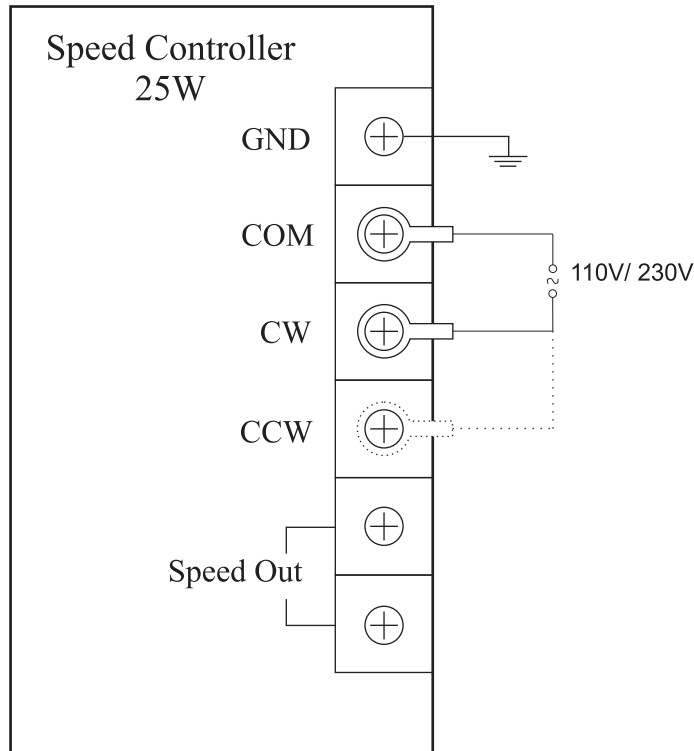 Speed Controller
25W
GND
COM
110V/ 230V
CW
CCW
Speed Out